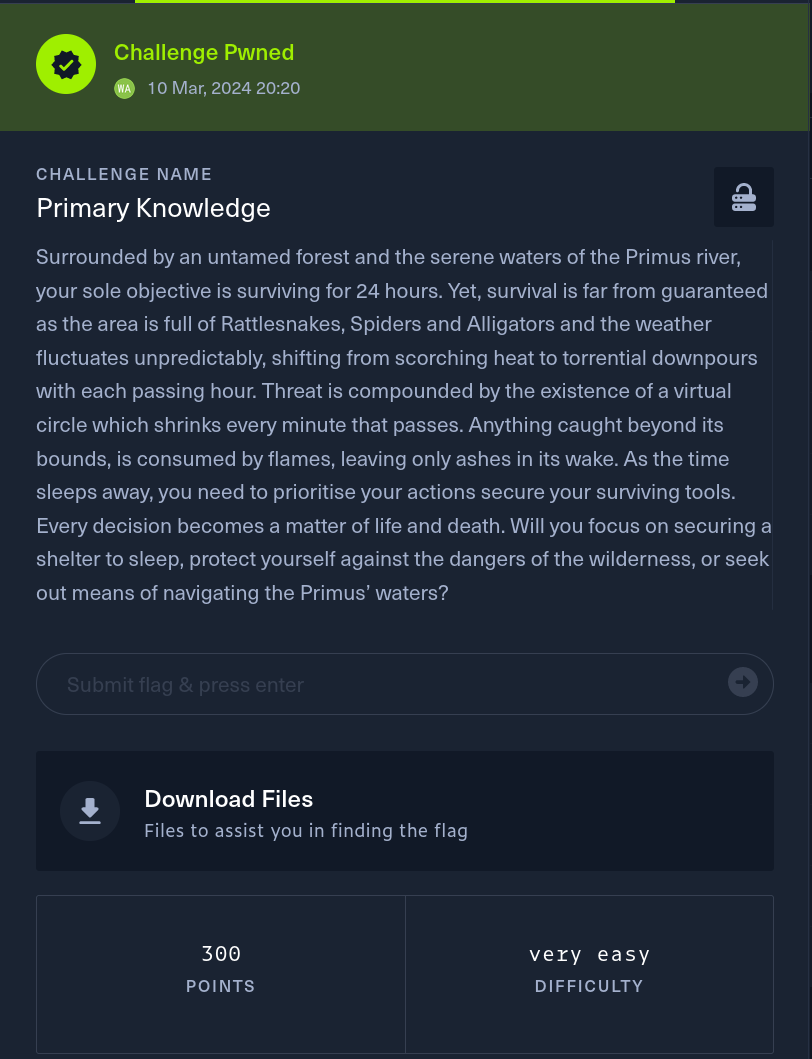 Challenge Pwned
WA 10 Mar, 2024 20:20
CHALLENGE NAME
Primary Knowledge
Surrounded by an untamed forest and the serene waters of the Primus river,
your sole objective is surviving for 24 hours. Yet, survival is far from guaranteed
as the area is full of Rattlesnakes, Spiders and Alligators and the weather
fluctuates unpredictably, shifting from scorching heat to torrential downpours
with each passing hour. Threat is compounded by the existence of a virtual
circle which shrinks every minute that passes. Anything caught beyond its
bounds, is consumed by flames, leaving only ashes in its wake. As the time
sleeps away, you need to prioritise your actions secure your surviving tools.
Every decision becomes a matter of life and death. Will you focus on securing a
shelter to sleep, protect yourself against the dangers of the wilderness, or seek
out means of navigating the Primus’ waters?
Submit flag & press enter
Download Files
Files to assist you in finding the flag
300
POINTS
very easy
DIFFICULTY